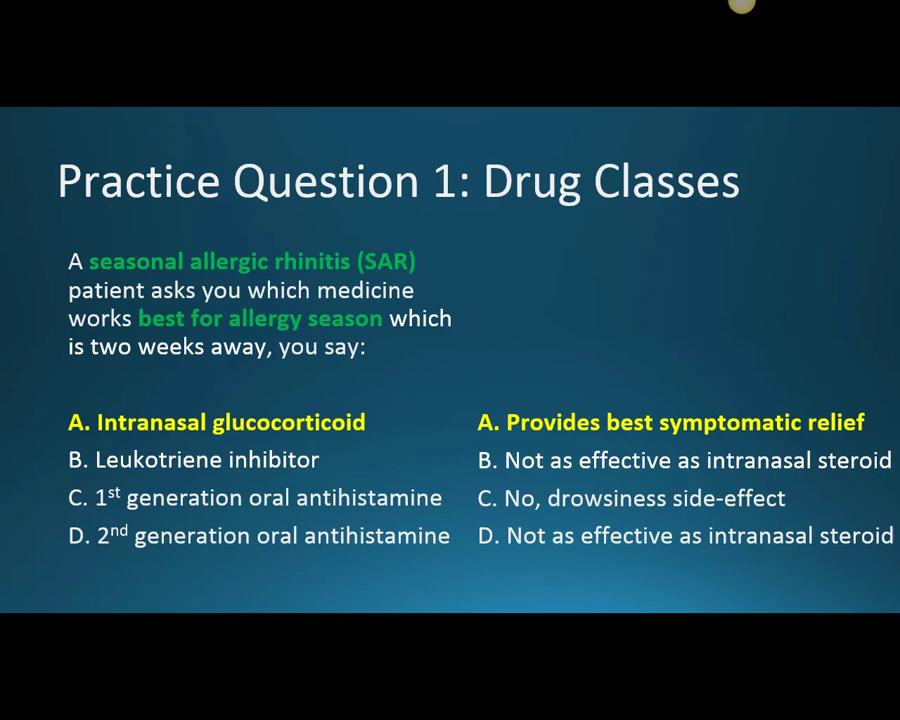 Practice Question 1: Drug Classes
A seasonal allergic rhinitis (SAR)
patient asks you which medicine
works best for allergy season which
is two weeks away, you say:
A. Intranasal glucocorticoid
B. Leukotriene inhibitor
C. 1st generation oral antihistamine
D. 2nd generation oral antihistamine
A. Provides best symptomatic relief
B. Not as effective as intranasal steroid
C. No, drowsiness side-effect
D. Not as effective as intranasal steroid